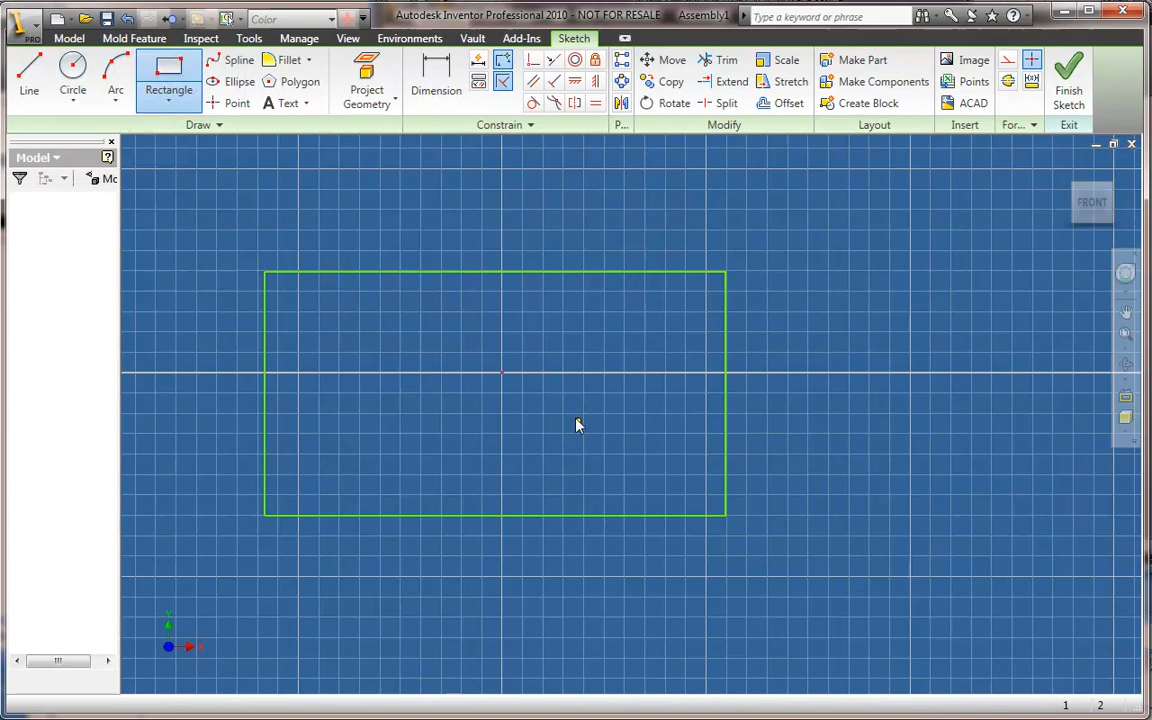 Color
Autodesk Inventor Professional 2010 - NOT FOR RESALE Assembly1
Type a keyword or phrase
PRO
Model Mold Feature Inspect Tools Manage View Environments Vault Add-Ins Sketch
Line Circle Arc Rectangle Spline Ellipse Point Fillet Polygon Text Project Geometry Dimension
Move Copy Rotate Trim Extend Split Scale Stretch Offset
Make Part Make Components Create Block
Image Points ACAD Finish Sketch
Draw Constrain P... Modify Layout Insert For... Exit
Model
Mo
FRONT
Y
X
1 2